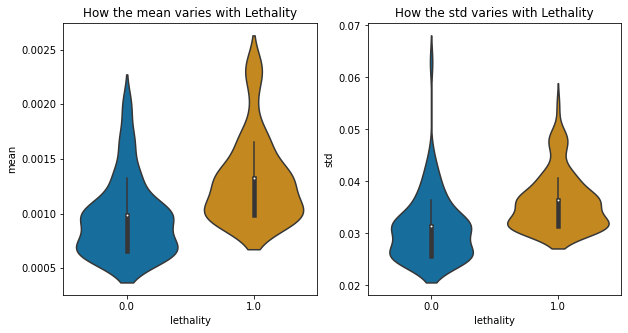 How the mean varies with Lethality
mean
0.0025
0.0020
0.0015
0.0010
0.0005
0.0
1.0
lethality
How the std varies with Lethality
std
0.07
0.06
0.05
0.04
0.03
0.02
0.0
1.0
lethality